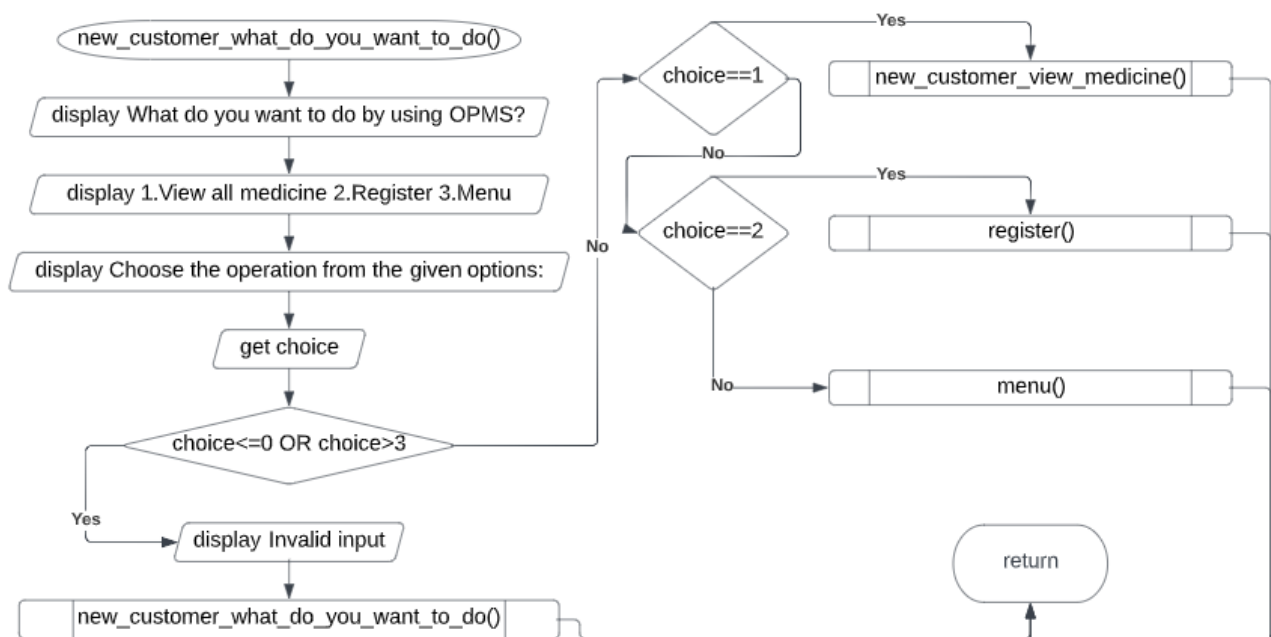 new_customer_what_do_you_want_to_do()
display What do you want to do by using OPMS?
display 1.View all medicine 2.Register 3.Menu
display Choose the operation from the given options:
get choice
choice<=0 OR choice>3
Yes
display Invalid input
new_customer_what_do_you_want_to_do()
No
choice==1
Yes
new_customer_view_medicine()
No
choice==2
Yes
register()
No
menu()
return